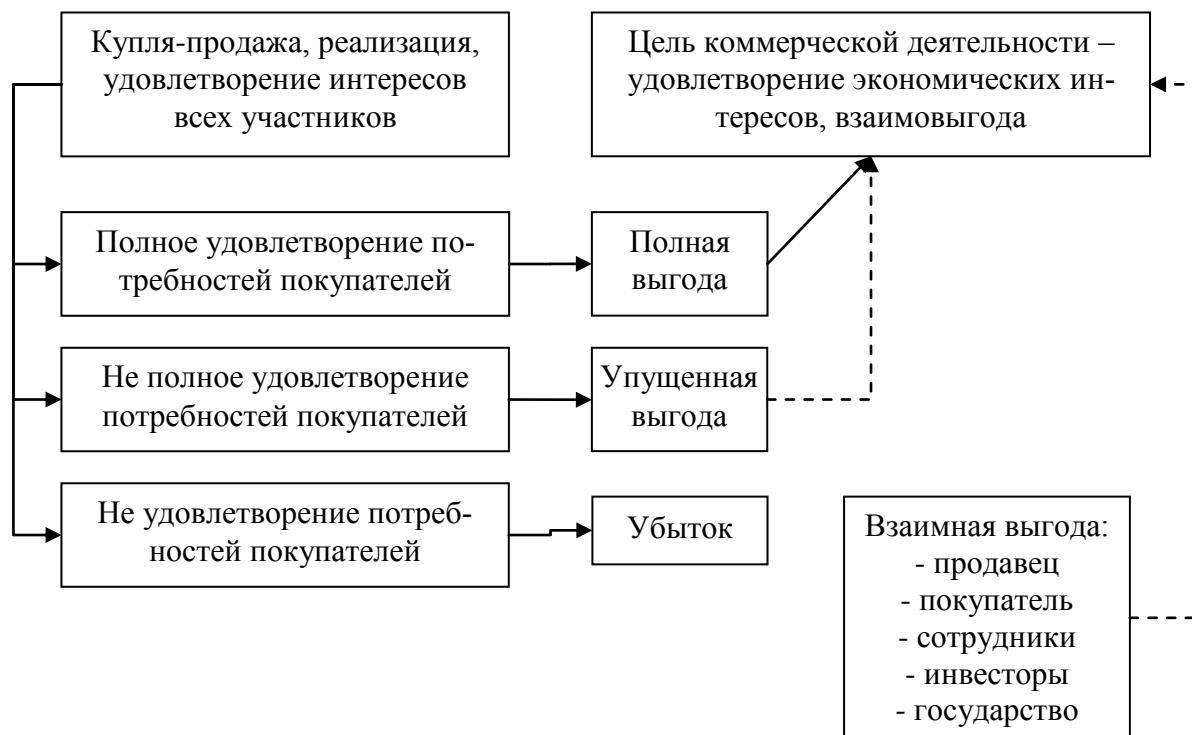 Купля-продажа, реализация,
удовлетворение интересов
всех участников
Цель коммерческой деятельности –
удовлетворение экономических ин-
тересов, взаимовыгода
Полное удовлетворение по-
требностей покупателей
Полная
выгода
Не полное удовлетворение
потребностей покупателей
Упущенная
выгода
Не удовлетворение потреб-
ностей покупателей
Убыток
Взаимная выгода:
- продавец
- покупатель
- сотрудники
- инвесторы
- государство